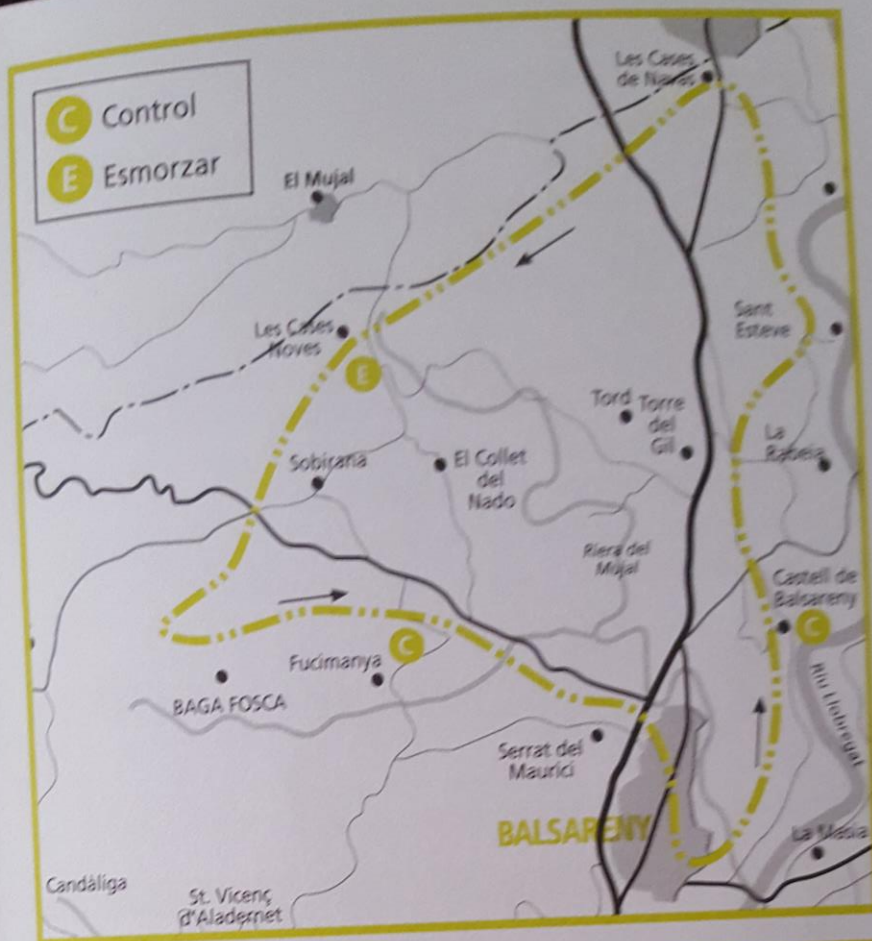 C Control
E Esmorzar
Les Cases
de Navàs
El Mujal
Sant
Esteve
Les Cases
Noves
E
Tord
Torre
del
Gil
La
Rabeia
Sobirana
El Collet
del
Nado
Riera del
Mujal
Castell de
Balsareny
C
Fucimanya
C
BAGA FOSCA
Riu Llobregat
Serrat del
Maurici
BALSARENY
La Masia
Candàliga
St. Vicenç
d'Aladernet